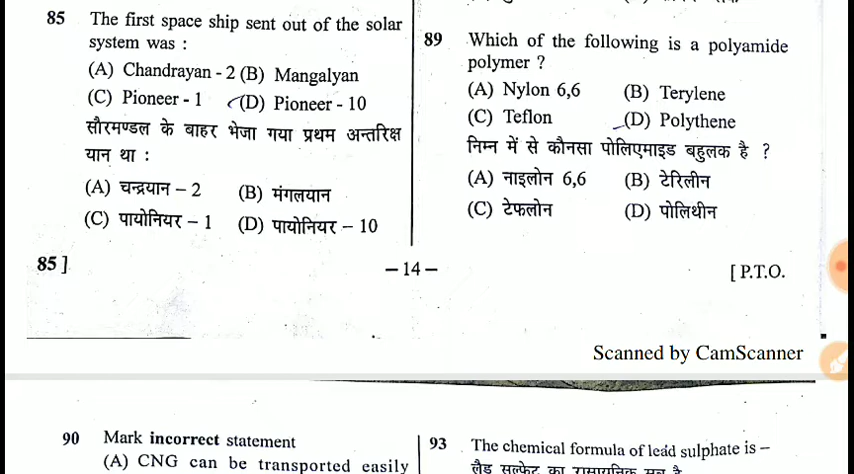 85 The first space ship sent out of the solar
system was :
(A) Chandrayan - 2 (B) Mangalyan
(C) Pioneer - 1 (D) Pioneer - 10
सौरमण्डल के बाहर भेजा गया प्रथम अन्तरिक्ष
यान था :
(A) चन्द्रयान – 2 (B) मंगलयान
(C) पायोनियर – 1 (D) पायोनियर – 10
89 Which of the following is a polyamide
polymer ?
(A) Nylon 6,6 (B) Terylene
(C) Teflon (D) Polythene
निम्न में से कौनसा पोलिएमाइड बहुलक है ?
(A) नाइलोन 6,6 (B) टेरिलीन
(C) टेफलोन (D) पोलिथीन
85 ]
– 14 –
[ P.T.O.
Scanned by CamScanner
90 Mark incorrect statement
(A) CNG can be transported easily
93 The chemical formula of lead sulphate is –
लैड सल्फेट का रासायनिक सूत्र है